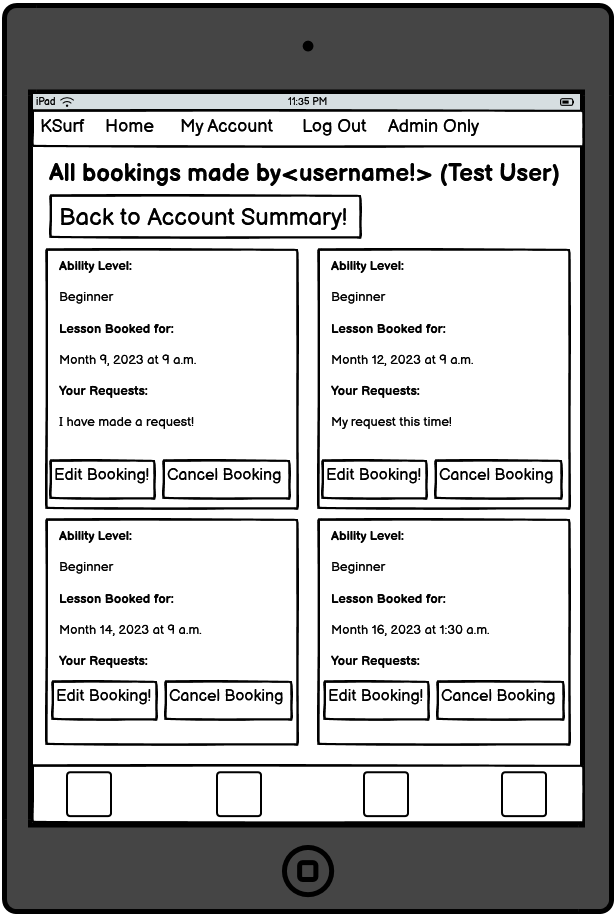 iPad 11:35 PM
KSurf Home My Account Log Out Admin Only
All bookings made by<username!> (Test User)
Back to Account Summary!
Ability Level:
Beginner
Lesson Booked for:
Month 9, 2023 at 9 a.m.
Your Requests:
I have made a request!
Edit Booking! Cancel Booking
Ability Level:
Beginner
Lesson Booked for:
Month 12, 2023 at 9 a.m.
Your Requests:
My request this time!
Edit Booking! Cancel Booking
Ability Level:
Beginner
Lesson Booked for:
Month 14, 2023 at 9 a.m.
Your Requests:
Edit Booking! Cancel Booking
Ability Level:
Beginner
Lesson Booked for:
Month 16, 2023 at 1:30 a.m.
Your Requests:
Edit Booking! Cancel Booking